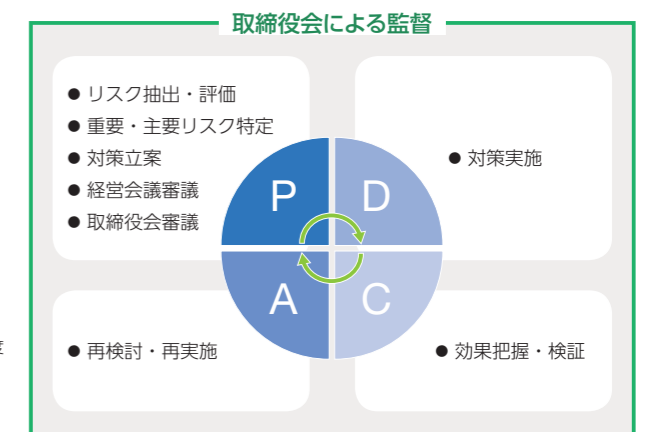 取締役会による監督
● リスク抽出・評価
● 重要・主要リスク特定
● 対策立案
● 経営会議審議
● 取締役会審議
● 対策実施
P
D
A
C
● 再検討・再実施
● 効果把握・検証